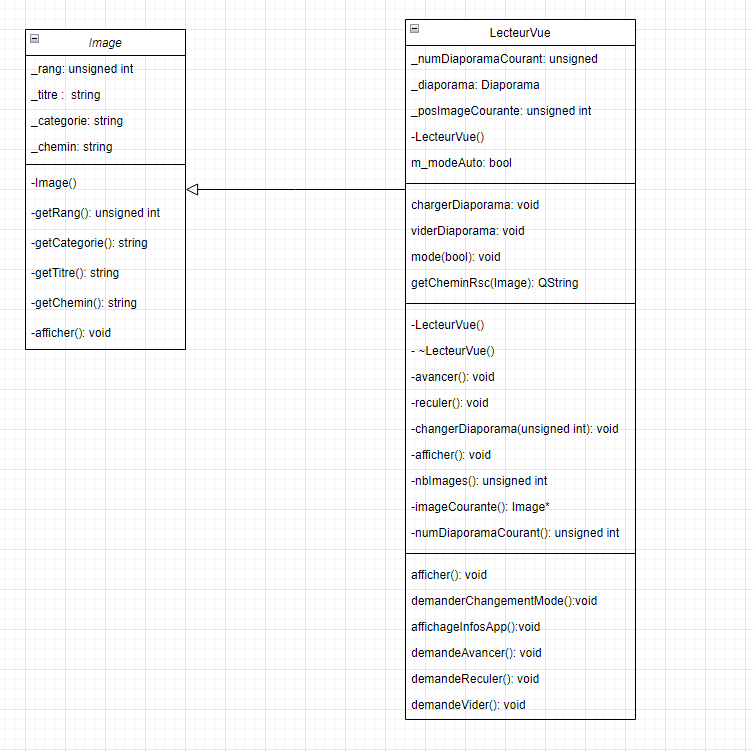 Image
_rang: unsigned int
_titre :  string
_categorie: string
_chemin: string
-Image()
-getRang(): unsigned int
-getCategorie(): string
-getTitre(): string
-getChemin(): string
-afficher(): void
LecteurVue
_numDiaporamaCourant: unsigned
_diaporama: Diaporama
_posImageCourante: unsigned int
-LecteurVue()
m_modeAuto: bool
chargerDiaporama: void
viderDiaporama: void
mode(bool): void
getCheminRsc(Image): QString
-LecteurVue()
- ~LecteurVue()
-avancer(): void
-reculer(): void
-changerDiaporama(unsigned int): void
-afficher(): void
-nbImages(): unsigned int
-imageCourante(): Image*
-numDiaporamaCourant(): unsigned int
afficher(): void
demanderChangementMode():void
affichageInfosApp():void
demandeAvancer(): void
demandeReculer(): void
demandeVider(): void